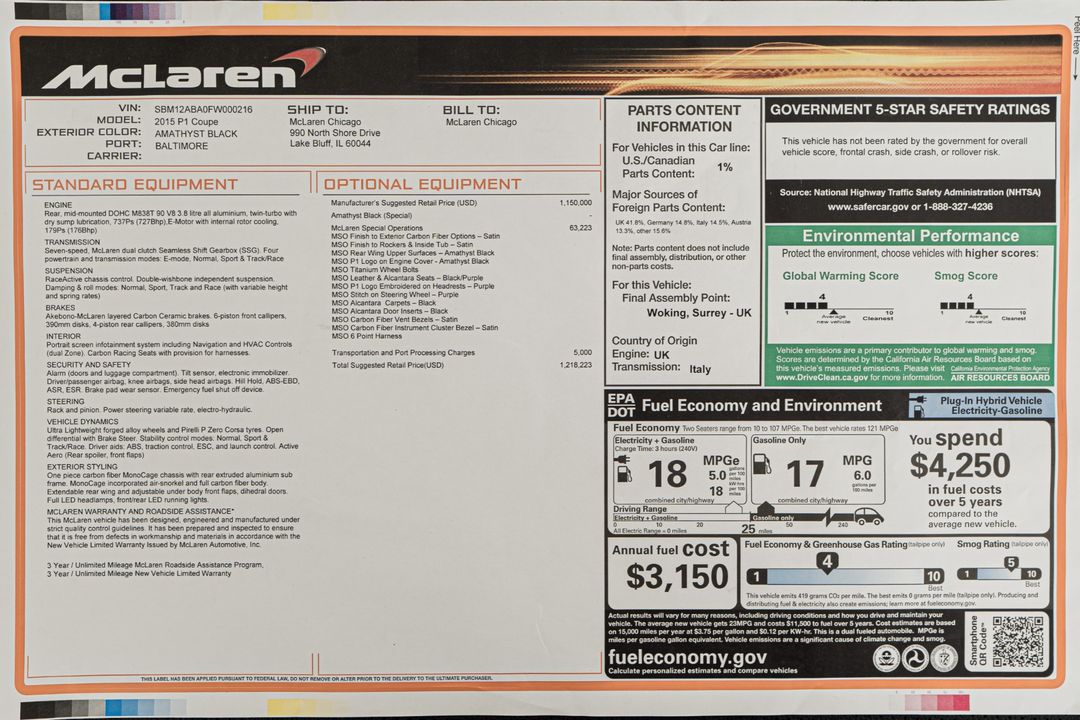 Peel Here
McLaren
VIN: SBM12ABA0FW000216
MODEL: 2015 P1 Coupe
EXTERIOR COLOR: AMATHYST BLACK
PORT: BALTIMORE
CARRIER:
SHIP TO:
McLaren Chicago
990 North Shore Drive
Lake Bluff, IL 60044
BILL TO:
McLaren Chicago
STANDARD EQUIPMENT
ENGINE
Rear, mid-mounted DOHC M838T 90 V8 3.8 litre all aluminium, twin-turbo with
dry sump lubrication, 737Ps (727Bhp),E-Motor with internal rotor cooling,
179Ps (176Bhp)
TRANSMISSION
Seven-speed, McLaren dual clutch Seamless Shift Gearbox (SSG). Four
powertrain and transmission modes: E-mode, Normal, Sport & Track/Race
SUSPENSION
RaceActive chassis control. Double-wishbone independent suspension.
Damping & roll modes: Normal, Sport, Track and Race (with variable height
and spring rates)
BRAKES
Akebono-McLaren layered Carbon Ceramic brakes. 6-piston front callipers,
390mm disks, 4-piston rear callipers, 380mm disks
INTERIOR
Portrait screen infotainment system including Navigation and HVAC Controls
(dual Zone). Carbon Racing Seats with provision for harnesses.
SECURITY AND SAFETY
Alarm (doors and luggage compartment). Tilt sensor, electronic immobilizer.
Driver/passenger airbag, knee airbags, side head airbags. Hill Hold, ABS-EBD,
ASR, ESR. Brake pad wear sensor. Emergency fuel shut off device.
STEERING
Rack and pinion. Power steering variable rate, electro-hydraulic.
VEHICLE DYNAMICS
Ultra Lightweight forged alloy wheels and Pirelli P Zero Corsa tyres. Open
differential with Brake Steer. Stability control modes: Normal, Sport &
Track/Race. Driver aids: ABS, traction control, ESC, and launch control. Active
Aero (Rear spoiler, front flaps)
EXTERIOR STYLING
One piece carbon fiber MonoCage chassis with rear extruded aluminium sub
frame. MonoCage incorporated air-snorkel and full carbon fiber body.
Extendable rear wing and adjustable under body front flaps, dihedral doors.
Full LED headlamps, front/rear LED running lights.
MCLAREN WARRANTY AND ROADSIDE ASSISTANCE*
This McLaren vehicle has been designed, engineered and manufactured under
strict quality control guidelines. It has been prepared and inspected to ensure
that it is free from defects in workmanship and materials in accordance with the
New Vehicle Limited Warranty Issued by McLaren Automotive, Inc.
3 Year / Unlimited Mileage McLaren Roadside Assistance Program,
3 Year / Unlimited Mileage New Vehicle Limited Warranty
OPTIONAL EQUIPMENT
Manufacturer's Suggested Retail Price (USD) 1,150,000
Amathyst Black (Special) -
McLaren Special Operations 63,223
MSO Finish to Exterior Carbon Fiber Options – Satin
MSO Finish to Rockers & Inside Tub – Satin
MSO Rear Wing Upper Surfaces – Amathyst Black
MSO P1 Logo on Engine Cover - Amathyst Black
MSO Titanium Wheel Bolts
MSO Leather & Alcantara Seats – Black/Purple
MSO P1 Logo Embroidered on Headrests – Purple
MSO Stitch on Steering Wheel – Purple
MSO Alcantara Carpets – Black
MSO Alcantara Door Inserts – Black
MSO Carbon Fiber Vent Bezels – Satin
MSO Carbon Fiber Instrument Cluster Bezel – Satin
MSO 6 Point Harness
Transportation and Port Processing Charges 5,000
Total Suggested Retail Price(USD) 1,218,223
THIS LABEL HAS BEEN APPLIED PURSUANT TO FEDERAL LAW, DO NOT REMOVE OR ALTER PRIOR TO THE DELIVERY TO THE ULTIMATE PURCHASER.
PARTS CONTENT
INFORMATION
For Vehicles in this Car line:
U.S./Canadian
Parts Content: 1%
Major Sources of
Foreign Parts Content:
UK 41.8%, Germany 14.8%, Italy 14.5%, Austria
13.3%, other 15.6%
Note: Parts content does not include
final assembly, distribution, or other
non-parts costs.
For this Vehicle:
Final Assembly Point:
Woking, Surrey - UK
Country of Origin
Engine: UK
Transmission: Italy
GOVERNMENT 5-STAR SAFETY RATINGS
This vehicle has not been rated by the government for overall
vehicle score, frontal crash, side crash, or rollover risk.
Source: National Highway Traffic Safety Administration (NHTSA)
www.safercar.gov or 1-888-327-4236
Environmental Performance
Protect the environment, choose vehicles with higher scores:
Global Warming Score
4
1 10
Average
new vehicle
Cleanest
Smog Score
4
1 10
Average
new vehicle
Cleanest
Vehicle emissions are a primary contributor to global warming and smog.
Scores are determined by the California Air Resources Board based on
this vehicle's measured emissions. Please visit
www.DriveClean.ca.gov for more information.
California Environmental Protection Agency
AIR RESOURCES BOARD
EPA
DOT
Fuel Economy and Environment
Plug-In Hybrid Vehicle
Electricity-Gasoline
Fuel Economy Two Seaters range from 10 to 107 MPGe. The best vehicle rates 121 MPGe
Electricity + Gasoline
Charge Time: 3 hours (240V)
18 MPGe
5.0 gallons per 100 miles
18 kW hrs per 100 miles
combined city/highway
Gasoline Only
17 MPG
6.0
gallons per
100 miles
combined city/highway
Driving Range
Electricity + Gasoline
Gasoline only
0 10 20 25 miles 50 240
All Electric Range = 0 miles
You spend
$4,250
in fuel costs
over 5 years
compared to the
average new vehicle.
Annual fuel cost
$3,150
Fuel Economy & Greenhouse Gas Rating (tailpipe only)
4
1 10
Best
Smog Rating (tailpipe only)
5
1 10
Best
This vehicle emits 419 grams CO2 per mile. The best emits 0 grams per mile (tailpipe only). Producing and
distributing fuel & electricity also create emissions; learn more at fueleconomy.gov.
Actual results will vary for many reasons, including driving conditions and how you drive and maintain your
vehicle. The average new vehicle gets 23MPG and costs $11,500 to fuel over 5 years. Cost estimates are based
on 15,000 miles per year at $3.75 per gallon and $0.12 per KW-hr. This is a dual fueled automobile. MPGe is
miles per gasoline gallon equivalent. Vehicle emissions are a significant cause of climate change and smog.
fueleconomy.gov
Calculate personalized estimates and compare vehicles
Smartphone
QR Code™